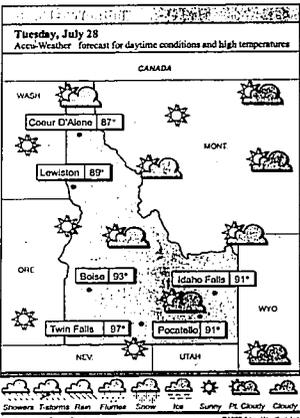 Tuesday, July 28
Accu-Weather forecast for daytime conditions and high temperatures
CANADA
WASH
Coeur D'Alene 87°
MONT.
Lewiston 89°
ORE
Boise 93°
Idaho Falls 91°
WYO
Twin Falls 97°
Pocatello 91°
NEV.
UTAH
Showers T-storms Rain Flurries Snow Ice Sunny Pt. Cloudy Cloudy